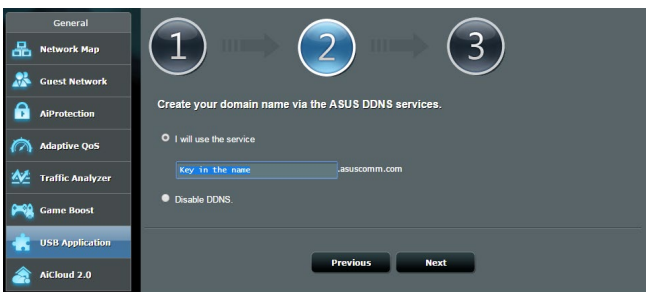 General
Network Map
Guest Network
AiProtection
Adaptive QoS
Traffic Analyzer
Game Boost
USB Application
AiCloud 2.0
1
2
3
Create your domain name via the ASUS DDNS services.
I will use the service
Key in the name .asuscomm.com
Disable DDNS.
Previous Next